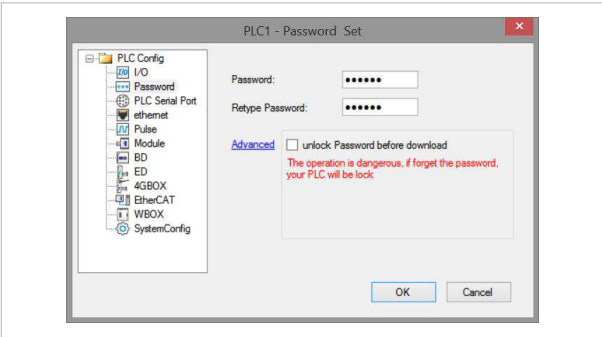 PLC1 - Password Set
PLC Config
I/O
Password
PLC Serial Port
ethernet
Pulse
Module
BD
ED
4GBOX
EtherCAT
WBOX
SystemConfig
Password: ••••••
Retype Password: ••••••
Advanced unlock Password before download
The operation is dangerous, if forget the password,
your PLC will be lock
OK Cancel